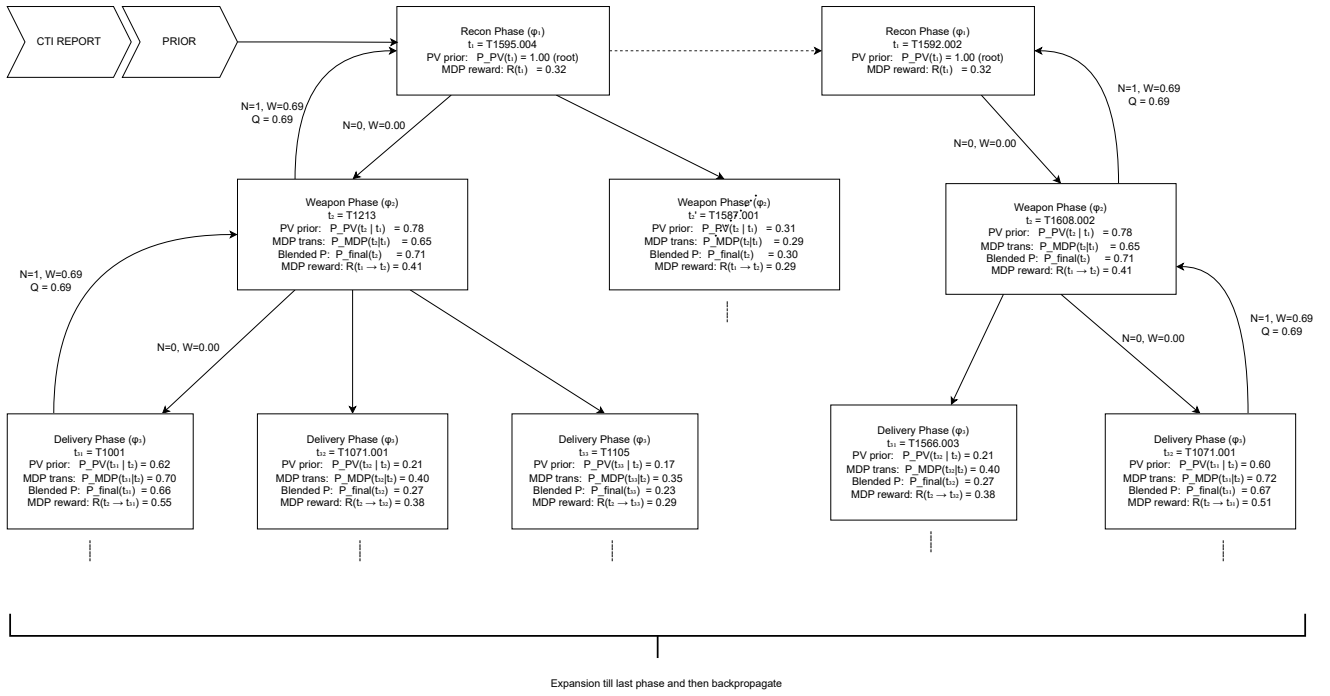 CTI REPORT
PRIOR
Recon Phase (φ₁)
t₁ = T1595.004
PV prior: P_PV(t₁) = 1.00 (root)
MDP reward: R(t₁) = 0.32
Recon Phase (φ₁)
t₁ = T1592.002
PV prior: P_PV(t₁) = 1.00 (root)
MDP reward: R(t₁) = 0.32
N=1, W=0.69
Q = 0.69
N=0, W=0.00
N=1, W=0.69
Q = 0.69
N=0, W=0.00
Weapon Phase (φ₂)
t₂ = T1213
PV prior: P_PV(t₂ | t₁) = 0.78
MDP trans: P_MDP(t₂|t₁) = 0.65
Blended P: P_final(t₂) = 0.71
MDP reward: R(t₁ → t₂) = 0.41
Weapon Phase (φ₂)
t₂' = T1587.001
PV prior: P_PV(t₂ | t₁) = 0.31
MDP trans: P_MDP(t₂|t₁) = 0.29
Blended P: P_final(t₂) = 0.30
MDP reward: R(t₁ → t₂) = 0.29
Weapon Phase (φ₂)
t₂ = T1608.002
PV prior: P_PV(t₂ | t₁) = 0.78
MDP trans: P_MDP(t₂|t₁) = 0.65
Blended P: P_final(t₂) = 0.71
MDP reward: R(t₁ → t₂) = 0.41
N=1, W=0.69
Q = 0.69
N=0, W=0.00
N=1, W=0.69
Q = 0.69
N=0, W=0.00
Delivery Phase (φ₃)
t₃₁ = T1001
PV prior: P_PV(t₃₁ | t₂) = 0.62
MDP trans: P_MDP(t₃₁|t₂) = 0.70
Blended P: P_final(t₃₁) = 0.66
MDP reward: R(t₂ → t₃₁) = 0.55
Delivery Phase (φ₃)
t₃₂ = T1071.001
PV prior: P_PV(t₃₂ | t₂) = 0.21
MDP trans: P_MDP(t₃₂|t₂) = 0.40
Blended P: P_final(t₃₂) = 0.27
MDP reward: R(t₂ → t₃₂) = 0.38
Delivery Phase (φ₃)
t₃₃ = T1105
PV prior: P_PV(t₃₃ | t₂) = 0.17
MDP trans: P_MDP(t₃₃|t₂) = 0.35
Blended P: P_final(t₃₃) = 0.23
MDP reward: R(t₂ → t₃₃) = 0.29
Delivery Phase (φ₃)
t₃₁ = T1566.003
PV prior: P_PV(t₃₂ | t₂) = 0.21
MDP trans: P_MDP(t₃₂|t₂) = 0.40
Blended P: P_final(t₃₂) = 0.27
MDP reward: R(t₂ → t₃₂) = 0.38
Delivery Phase (φ₃)
t₃₂ = T1071.001
PV prior: P_PV(t₃₁ | t₂) = 0.60
MDP trans: P_MDP(t₃₁|t₂) = 0.72
Blended P: P_final(t₃₁) = 0.67
MDP reward: R(t₂ → t₃₁) = 0.51
Expansion till last phase and then backpropagate